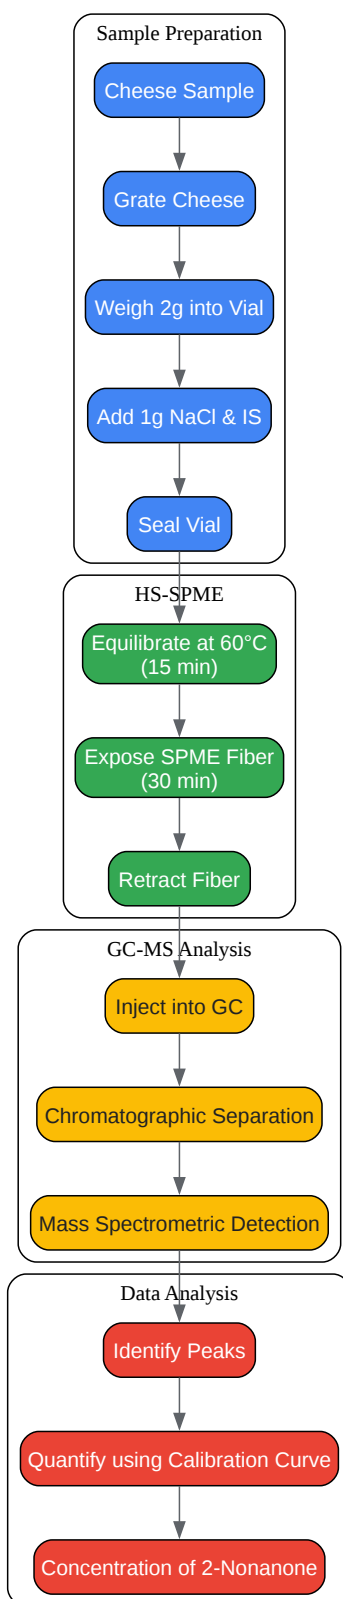 Sample Preparation
Cheese Sample
Grate Cheese
Weigh 2g into Vial
Add 1g NaCl & IS
Seal Vial
HS-SPME
Equilibrate at 60°C
(15 min)
Expose SPME Fiber
(30 min)
Retract Fiber
GC-MS Analysis
Inject into GC
Chromatographic Separation
Mass Spectrometric Detection
Data Analysis
Identify Peaks
Quantify using Calibration Curve
Concentration of 2-Nonanone